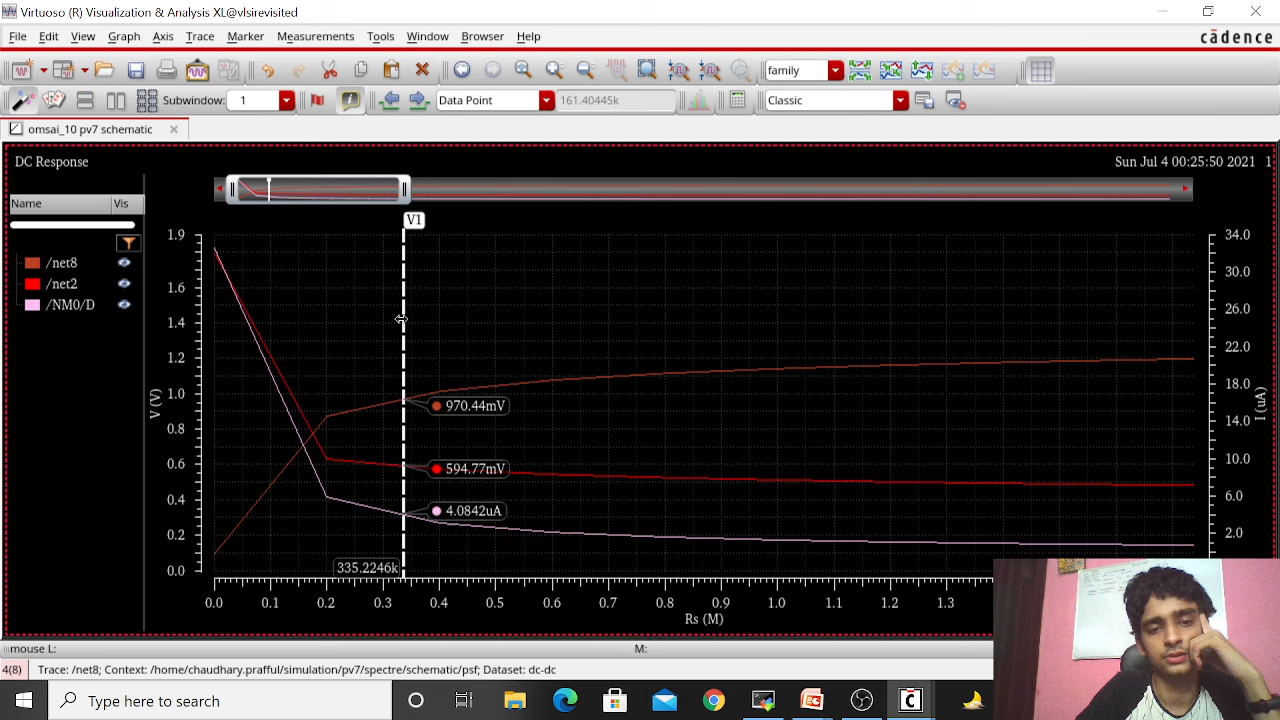 Virtuoso (R) Visualization & Analysis XL@vlsirevisited
File Edit View Graph Axis Trace Marker Measurements Tools Window Browser Help
cādence
family
Subwindow: 1
Data Point
161.40445k
Classic
omsai_10 pv7 schematic
DC Response
Sun Jul 4 00:25:50 2021 1
Name Vis
/net8
/net2
/NM0/D
V1
1.9
1.6
1.4
1.2
1.0
0.8
0.6
0.4
0.2
0.0
V (V)
970.44mV
594.77mV
4.0842uA
335.2246k
34.0
30.0
26.0
22.0
18.0
14.0
10.0
6.0
2.0
I (uA)
0.0 0.1 0.2 0.3 0.4 0.5 0.6 0.7 0.8 0.9 1.0 1.1 1.2 1.3
Rs (M)
mouse L:
M:
4(8)
Trace: /net8; Context: /home/chaudhary.prafful/simulation/pv7/spectre/schematic/psf; Dataset: dc-dc
Type here to search